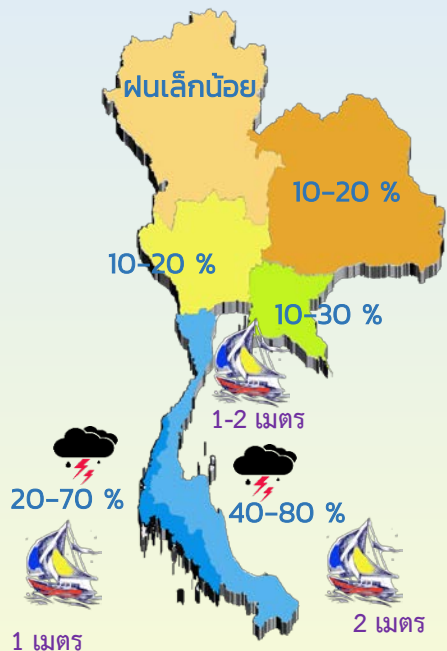 ฝนเล็กน้อย
10-20 %
10-20 %
10-30 %
1-2 เมตร
20-70 %
40-80 %
1 เมตร
2 เมตร